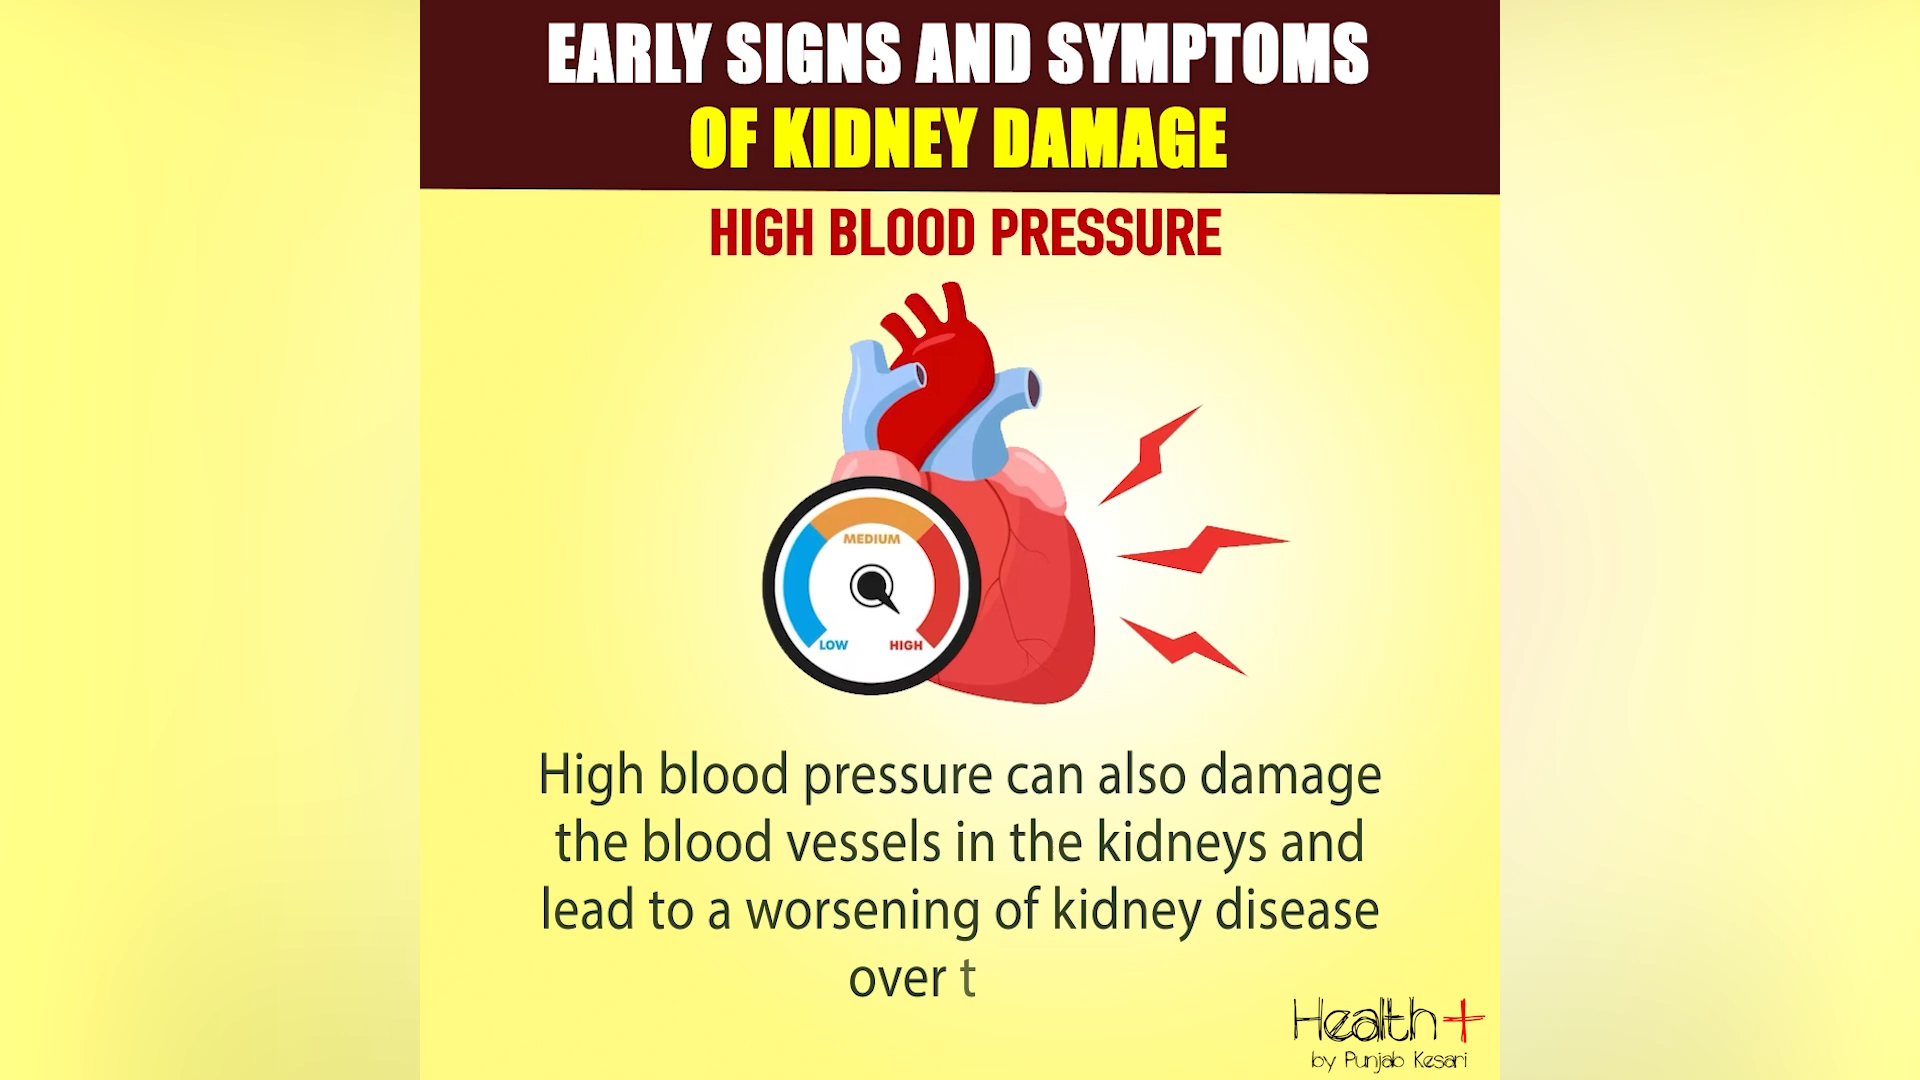 EARLY SIGNS AND SYMPTOMS
OF KIDNEY DAMAGE
HIGH BLOOD PRESSURE
MEDIUM
LOW
HIGH
High blood pressure can also damage
the blood vessels in the kidneys and
lead to a worsening of kidney disease
over t
Health+
by Punjab Kesari